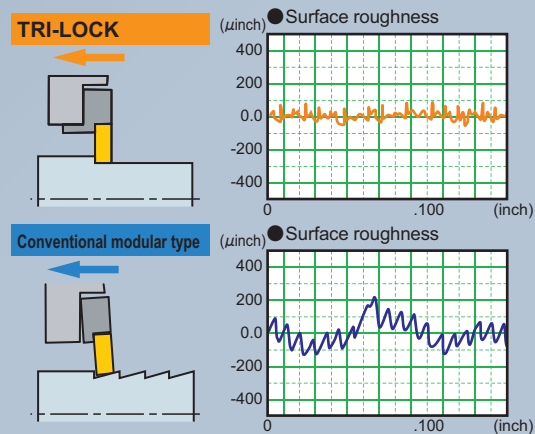 TRI-LOCK
(μinch) ●Surface roughness
400
200
0.0
-200
-400
0 .100 (inch)
Conventional modular type
(μinch) ●Surface roughness
400
200
0.0
-200
-400
0 .100 (inch)